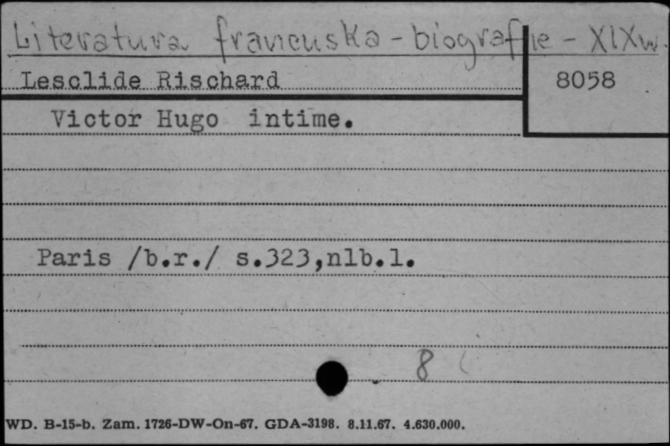 Literatura francuska - biografie - XIXw.
Lesclide Rischard 8058
Victor Hugo intime.
Paris /b.r./ s.323,nlb.1.
8
WD. B-15-b. Zam. 1726-DW-On-67. GDA-3198. 8.11.67. 4.630.000.